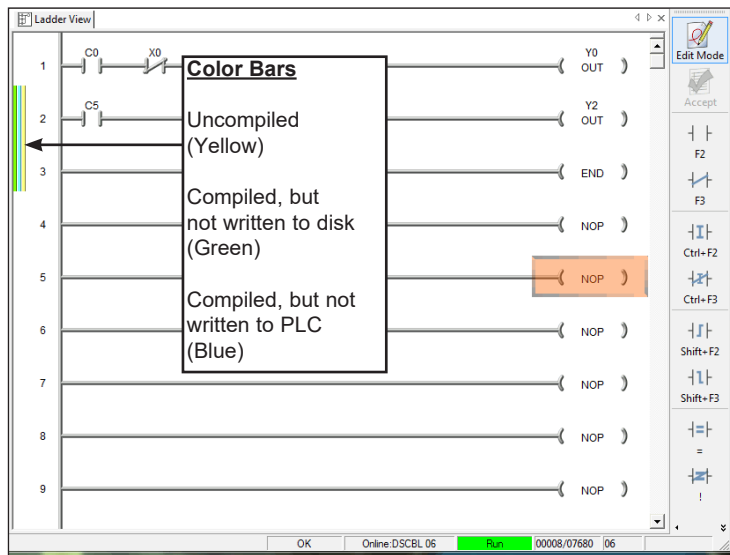 Ladder View
1 C0 X0 Y0
OUT
2 C5 Y2
OUT
3 END
4 NOP
5 NOP
6 NOP
7 NOP
8 NOP
9 NOP
Color Bars
Uncompiled
(Yellow)
Compiled, but
not written to disk
(Green)
Compiled, but not
written to PLC
(Blue)
Edit Mode
Accept
F2
F3
Ctrl+F2
Ctrl+F3
Shift+F2
Shift+F3
=
!
OK Online:DSCBL 06 Run 00008/07680 06